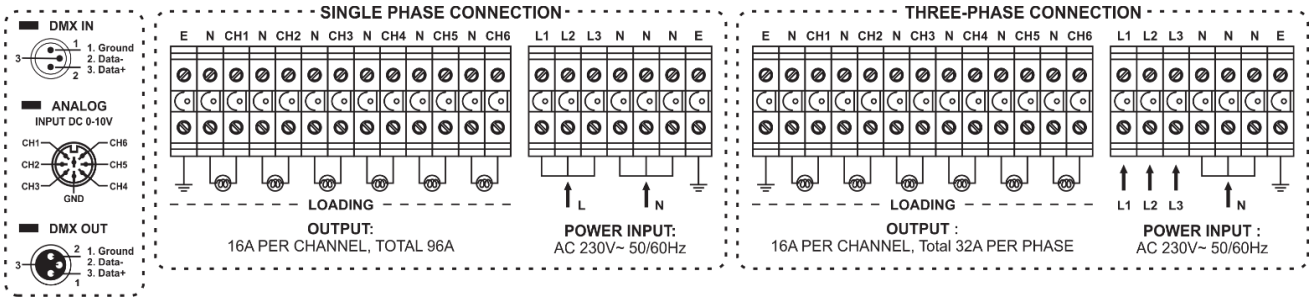 DMX IN
1
1. Ground
2. Data-
3. Data+
3
2
ANALOG
INPUT DC 0-10V
CH1
CH6
CH2
CH5
CH3
CH4
GND
DMX OUT
2
1. Ground
2. Data-
3. Data+
3
1
SINGLE PHASE CONNECTION
E N CH1 N CH2 N CH3 N CH4 N CH5 N CH6
L1 L2 L3 N N N E
LOADING
L
N
OUTPUT:
16A PER CHANNEL, TOTAL 96A
POWER INPUT:
AC 230V~ 50/60Hz
THREE-PHASE CONNECTION
E N CH1 N CH2 N CH3 N CH4 N CH5 N CH6
L1 L2 L3 N N N E
LOADING
L1 L2 L3 N
OUTPUT :
16A PER CHANNEL, Total 32A PER PHASE
POWER INPUT :
AC 230V~ 50/60Hz